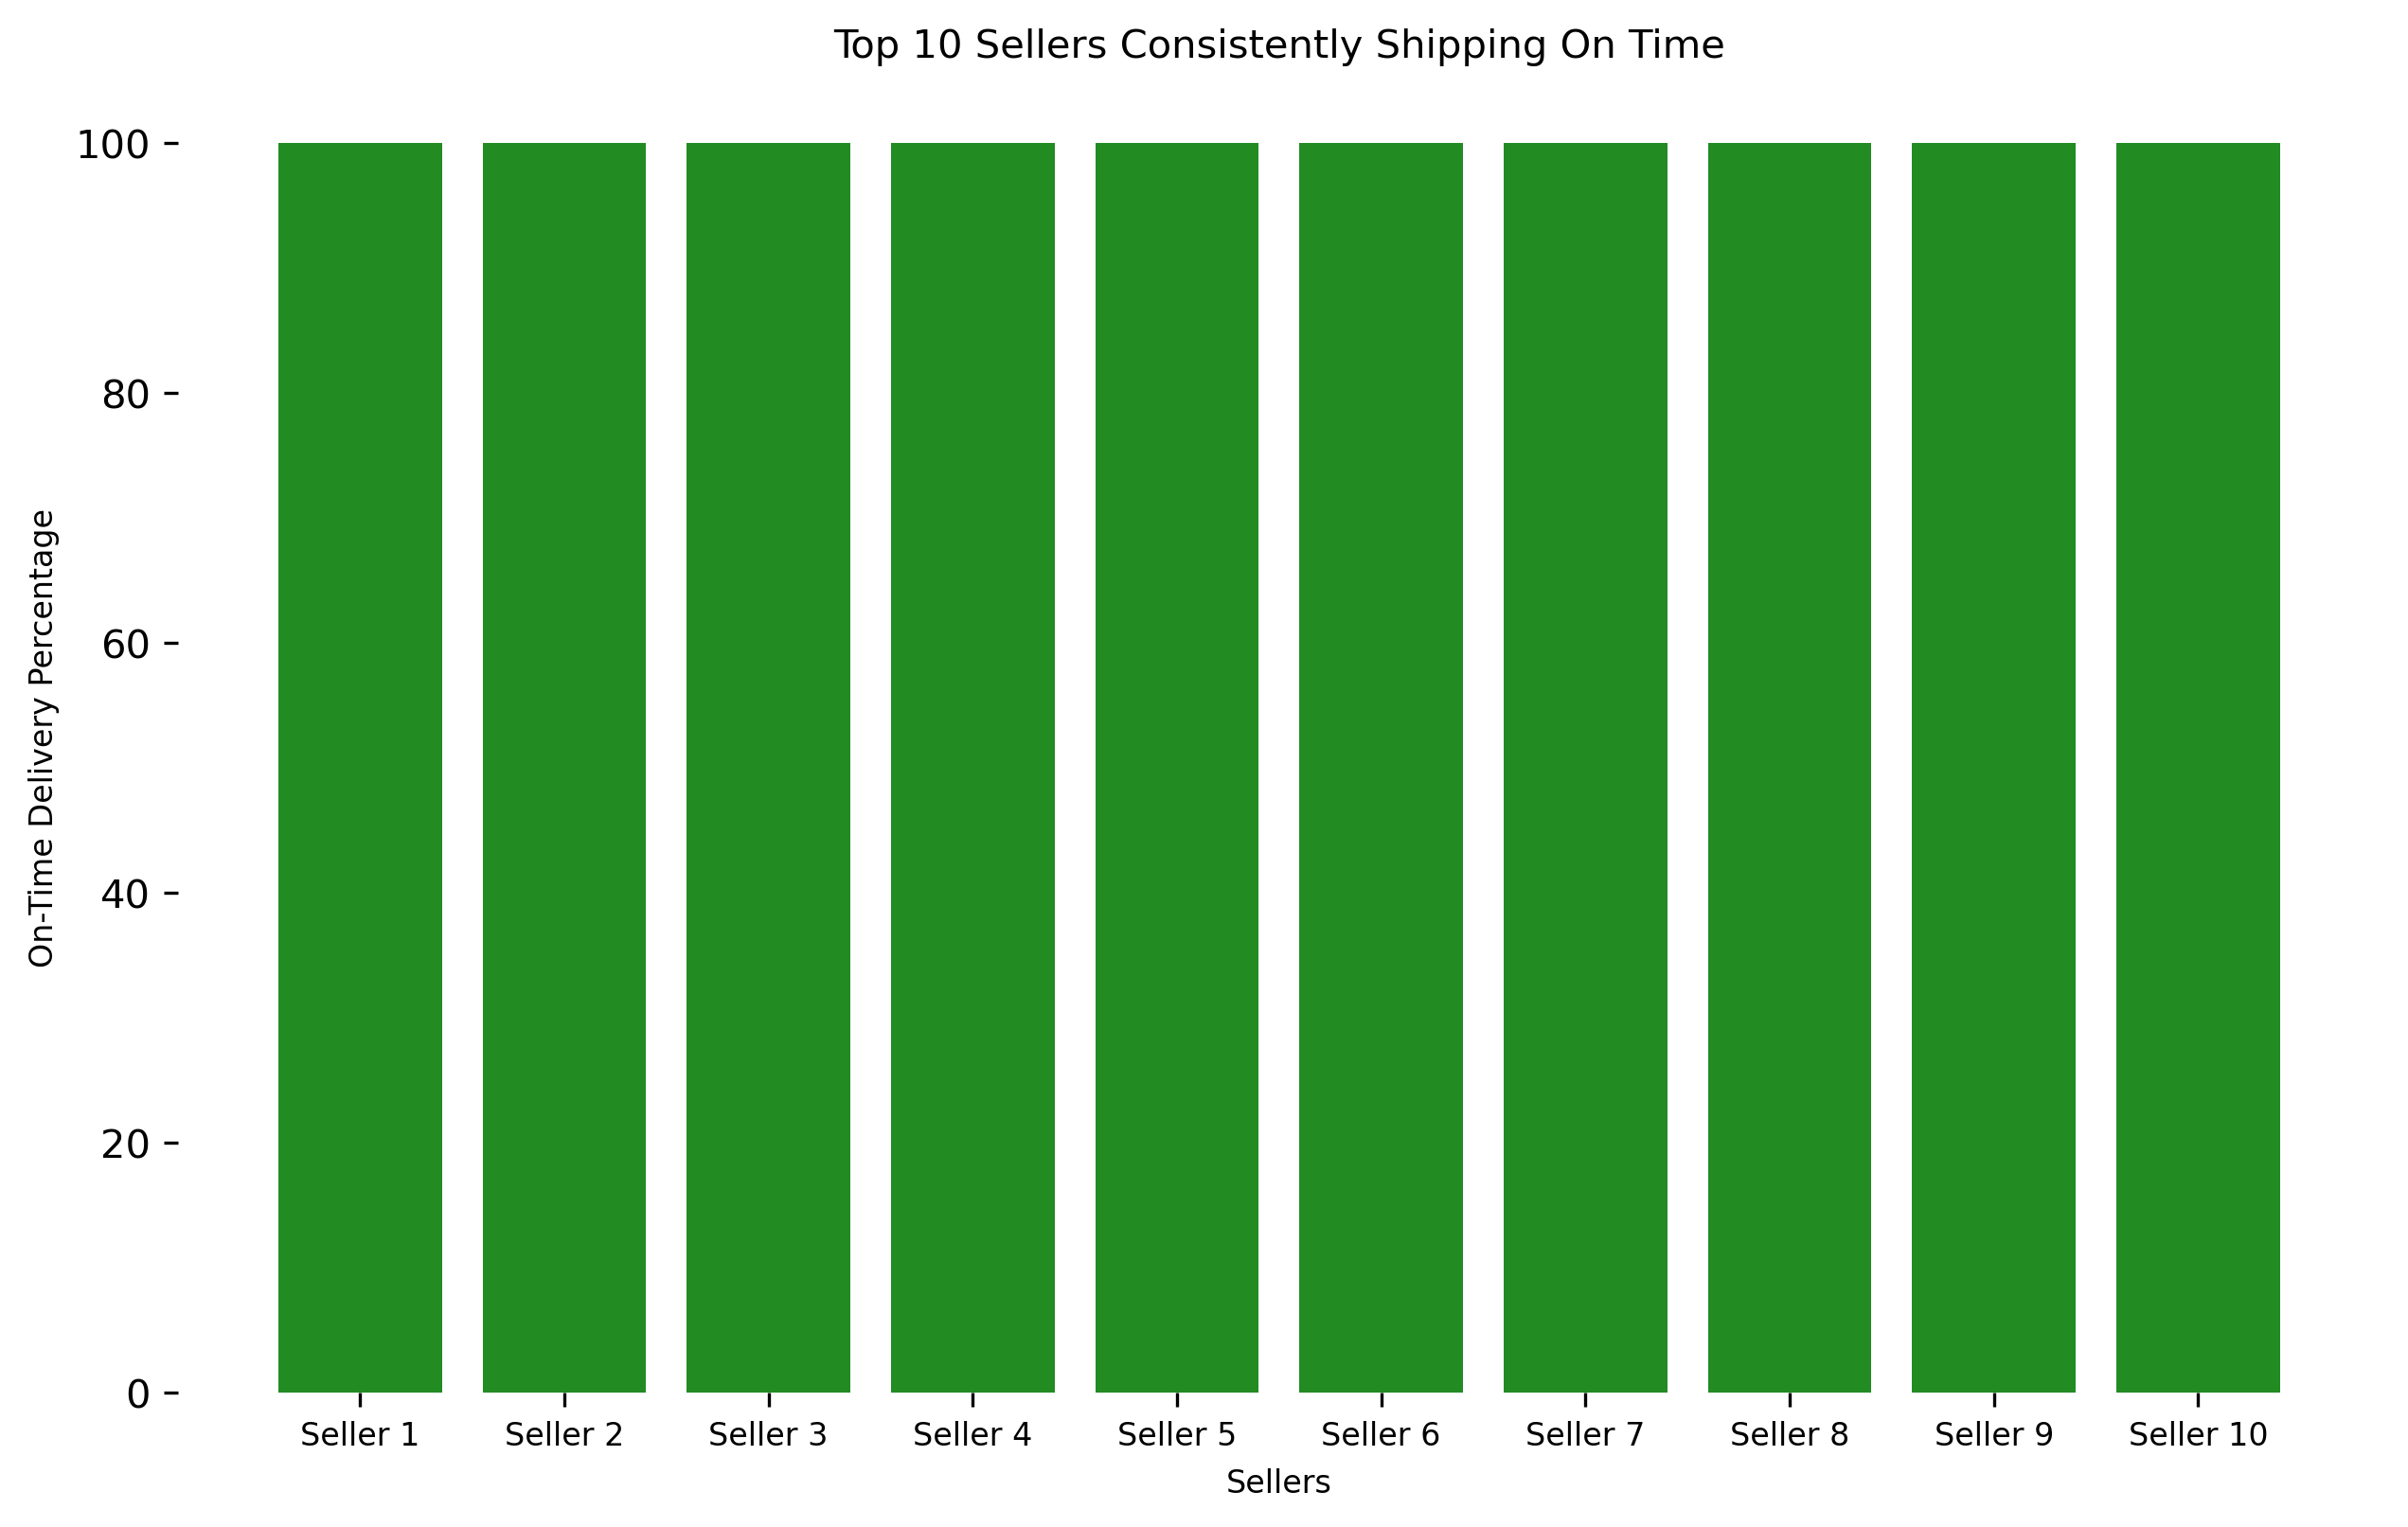 Top 10 Sellers Consistently Shipping On Time
On-Time Delivery Percentage
100
80
60
40
20
0
Seller 1 Seller 2 Seller 3 Seller 4 Seller 5 Seller 6 Seller 7 Seller 8 Seller 9 Seller 10
Sellers